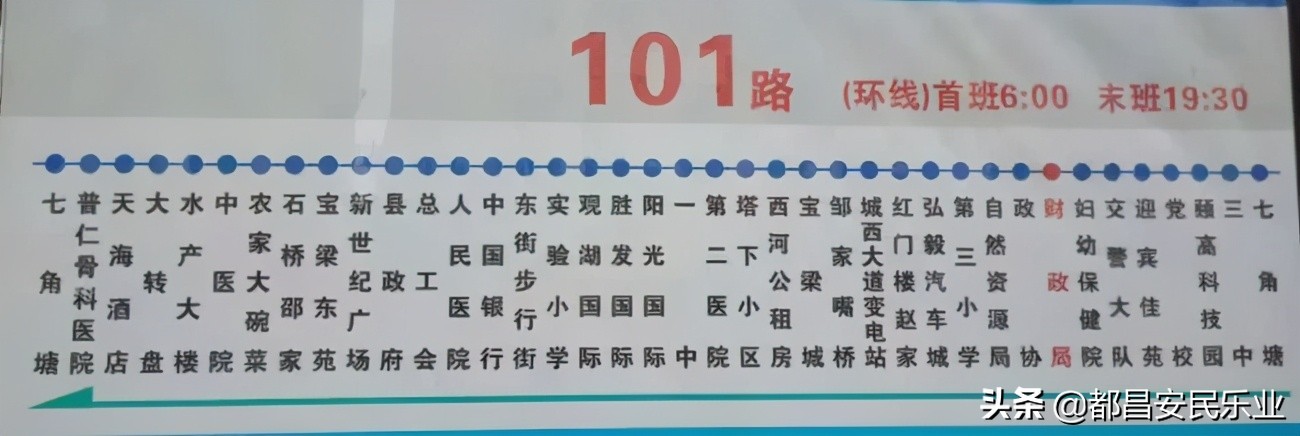 101路 (环线)首班6:00 末班19:30
七角塘
普仁骨科医院
天海酒店
大转盘
水产大楼
中医院
农家大碗菜
石桥邵家
宝梁东苑
新世纪广场
县政府
总工会
人民医院
中国银行
东街步行街
实验小学
观湖国际
胜发国际
阳光国际
一中
第二医院
塔下小区
西河公租房
宝梁城
邹家嘴桥
城西大道变电站
红门楼赵家
弘毅汽车城
第三小学
自然资源局
政协
财政局
妇幼保健院
交警大队
迎宾佳苑
党校
颐高科技园
三中
七角塘
头条 @都昌安民乐业